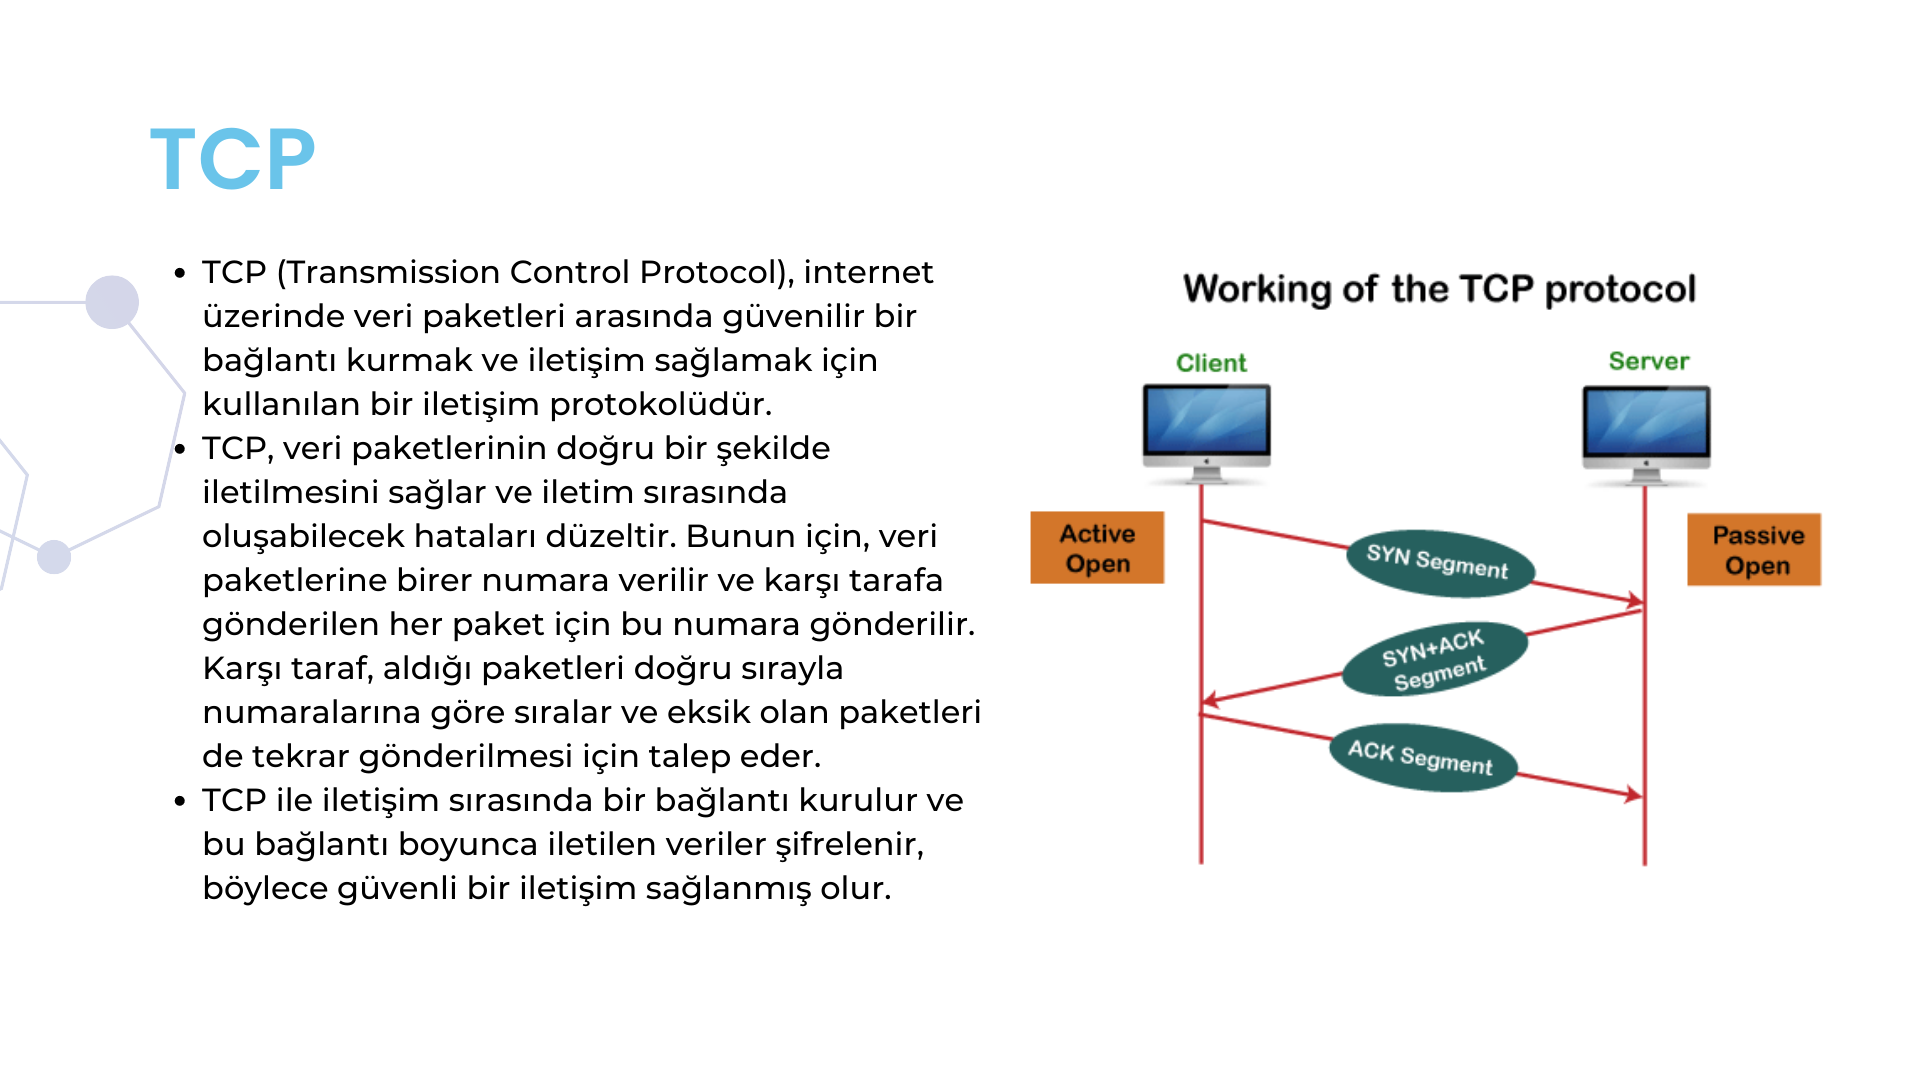 TCP
• TCP (Transmission Control Protocol), internet
üzerinde veri paketleri arasında güvenilir bir
bağlantı kurmak ve iletişim sağlamak için
kullanılan bir iletişim protokolüdür.
• TCP, veri paketlerinin doğru bir şekilde
iletilmesini sağlar ve iletim sırasında
oluşabilecek hataları düzeltir. Bunun için, veri
paketlerine birer numara verilir ve karşı tarafa
gönderilen her paket için bu numara gönderilir.
Karşı taraf, aldığı paketleri doğru sırayla
numaralarına göre sıralar ve eksik olan paketleri
de tekrar gönderilmesi için talep eder.
• TCP ile iletişim sırasında bir bağlantı kurulur ve
bu bağlantı boyunca iletilen veriler şifrelenir,
böylece güvenli bir iletişim sağlanmış olur.
Working of the TCP protocol
Client
Server
Active
Open
Passive
Open
SYN Segment
SYN+ACK
Segment
ACK Segment